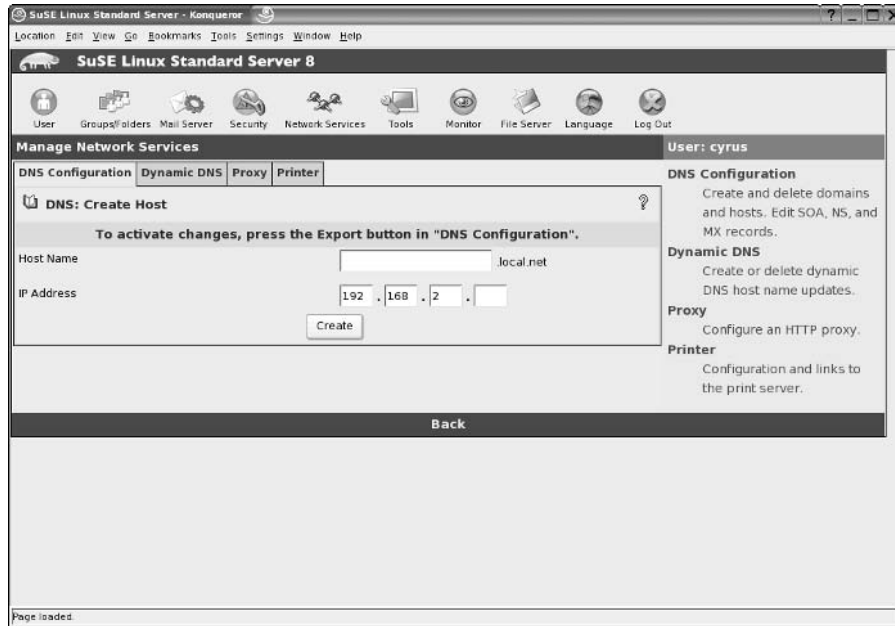 SuSE Linux Standard Server - Konqueror
Location Edit View Go Bookmarks Tools Settings Window Help
SuSE Linux Standard Server 8
User Groups/Folders Mail Server Security Network Services Tools Monitor File Server Language Log Out
Manage Network Services
User: cyrus
DNS Configuration Dynamic DNS Proxy Printer
DNS: Create Host
To activate changes, press the Export button in "DNS Configuration".
Host Name .local.net
IP Address 192 . 168 . 2 .
Create
DNS Configuration
Create and delete domains
and hosts. Edit SOA, NS, and
MX records.
Dynamic DNS
Create or delete dynamic
DNS host name updates.
Proxy
Configure an HTTP proxy.
Printer
Configuration and links to
the print server.
Back
Page loaded.